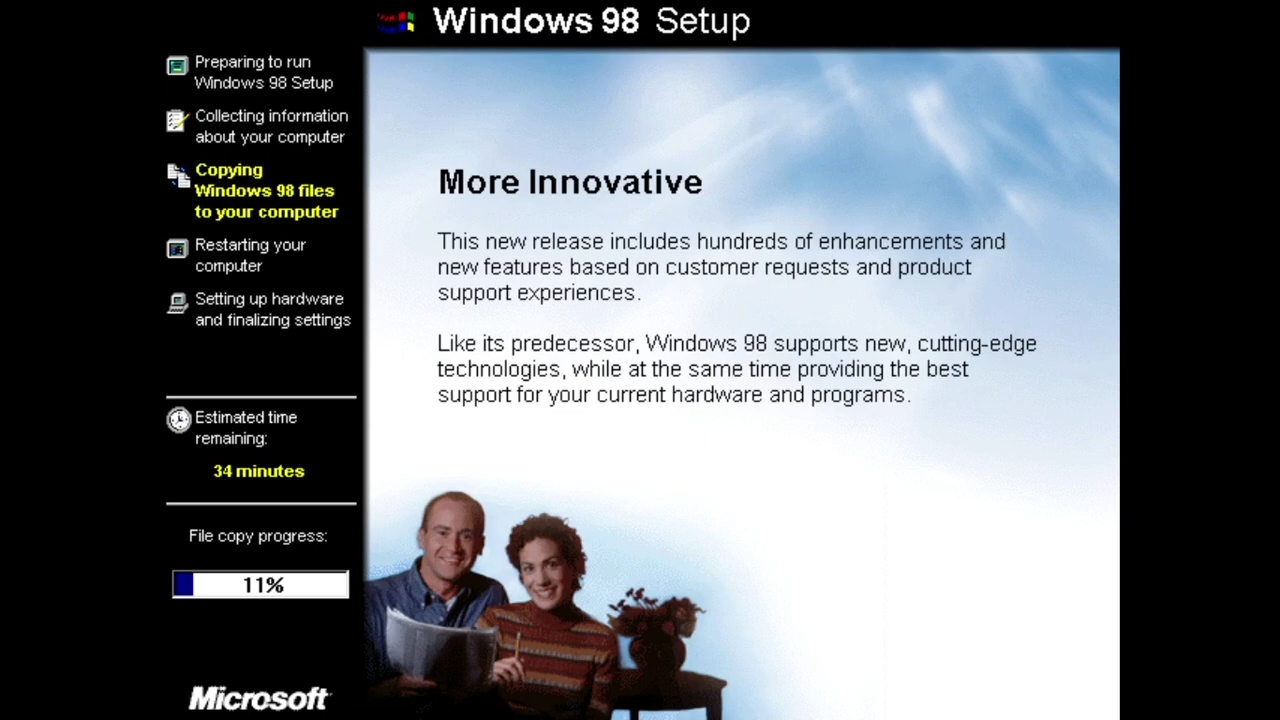 Windows 98 Setup
Preparing to run
Windows 98 Setup
Collecting information
about your computer
Copying
Windows 98 files
to your computer
Restarting your
computer
Setting up hardware
and finalizing settings
Estimated time
remaining:
34 minutes
File copy progress:
11%
Microsoft
More Innovative
This new release includes hundreds of enhancements and
new features based on customer requests and product
support experiences.
Like its predecessor, Windows 98 supports new, cutting-edge
technologies, while at the same time providing the best
support for your current hardware and programs.